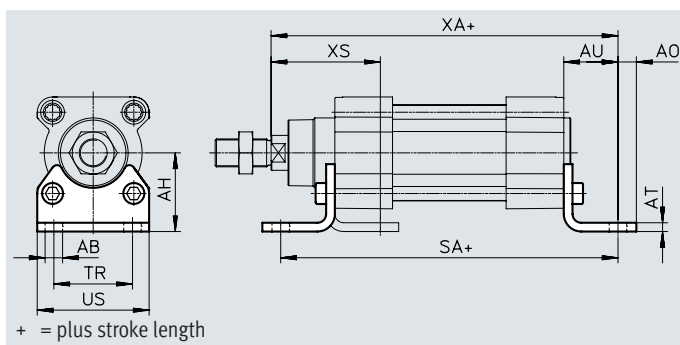 XA+
XS
AU
AO
AH
AT
AB
TR
US
SA+
+ = plus stroke length